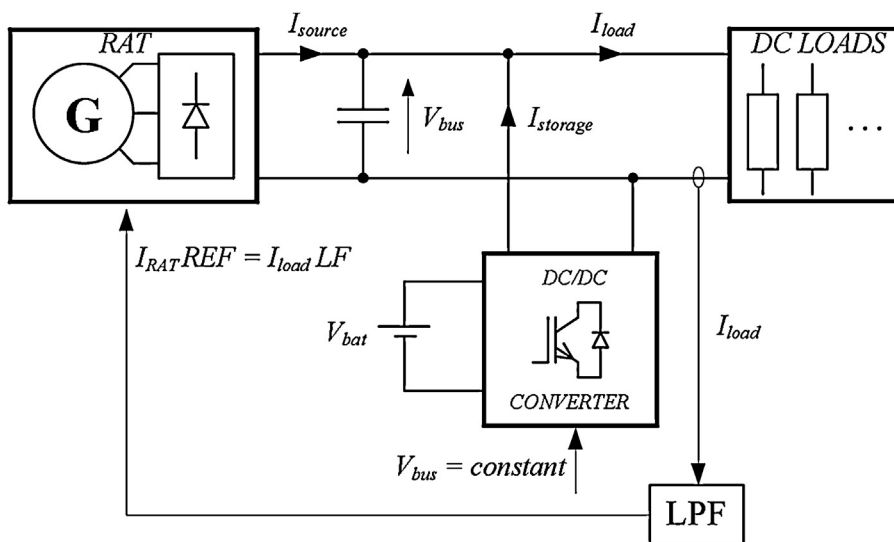 RAT
G
I_source
I_load
V_bus
I_storage
DC LOADS
...
I_RAT REF = I_load LF
V_bat
DC/DC
CONVERTER
I_load
V_bus = constant
LPF